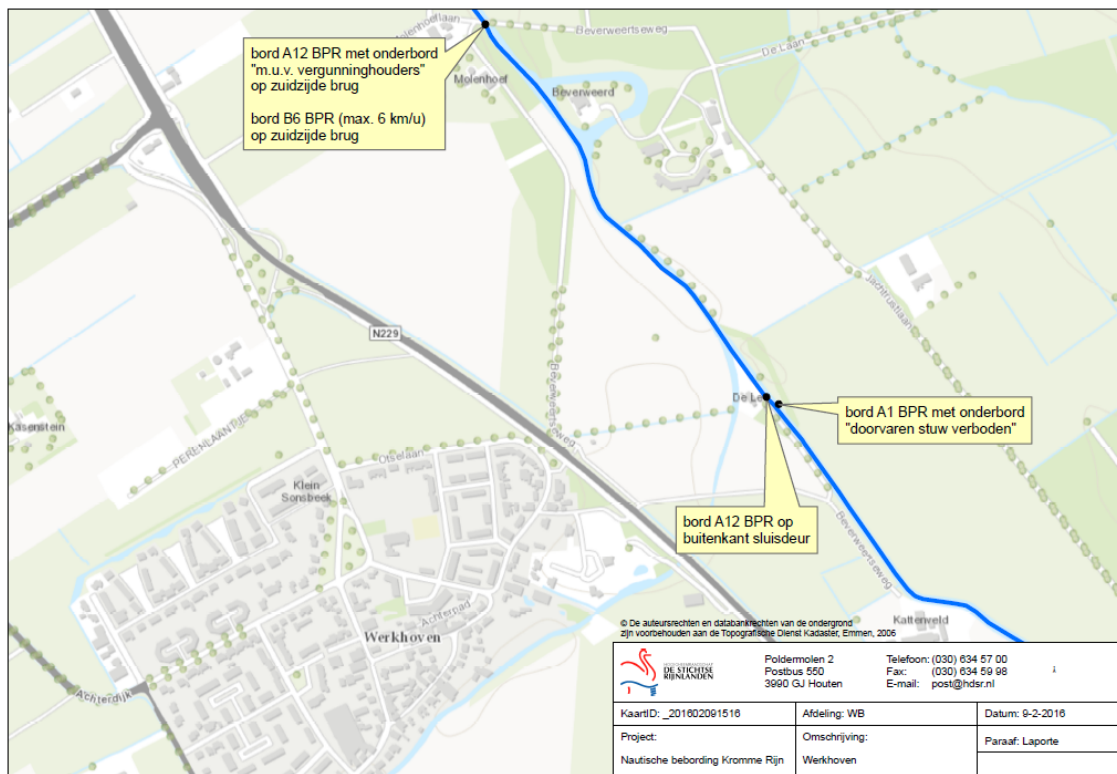 bord A12 BPR met onderbord
"m.u.v. vergunninghouders"
op zuidzijde brug
bord B6 BPR (max. 6 km/u)
op zuidzijde brug
Molenhoeflaan
Beverweertseweg
De Laan
Molenhoef
Beverweerd
Jachtrustlaan
N229
Beverweertseweg
De Le
bord A1 BPR met onderbord
"doorvaren stuw verboden"
Kasenstein
PERENLAANTJE
Otselaan
Klein
Sonsbeek
bord A12 BPR op
buitenkant sluisdeur
Beverweertseweg
Achterpad
Werkhoven
Kattenveld
Achterdijk
© De auteursrechten en databankrechten van de ondergrond
zijn voorbehouden aan de Topografische Dienst Kadaster, Emmen, 2006
HOOGHEEMRAADSCHAP
DE STICHTSE
RIJNLANDEN
Poldermolen 2
Postbus 550
3990 GJ Houten
Telefoon: (030) 634 57 00
Fax: (030) 634 59 98
E-mail: post@hdsr.nl
1
KaartID: _201602091516
Afdeling: WB
Datum: 9-2-2016
Project:
Nautische bebording Kromme Rijn
Omschrijving:
Werkhoven
Paraaf: Laporte